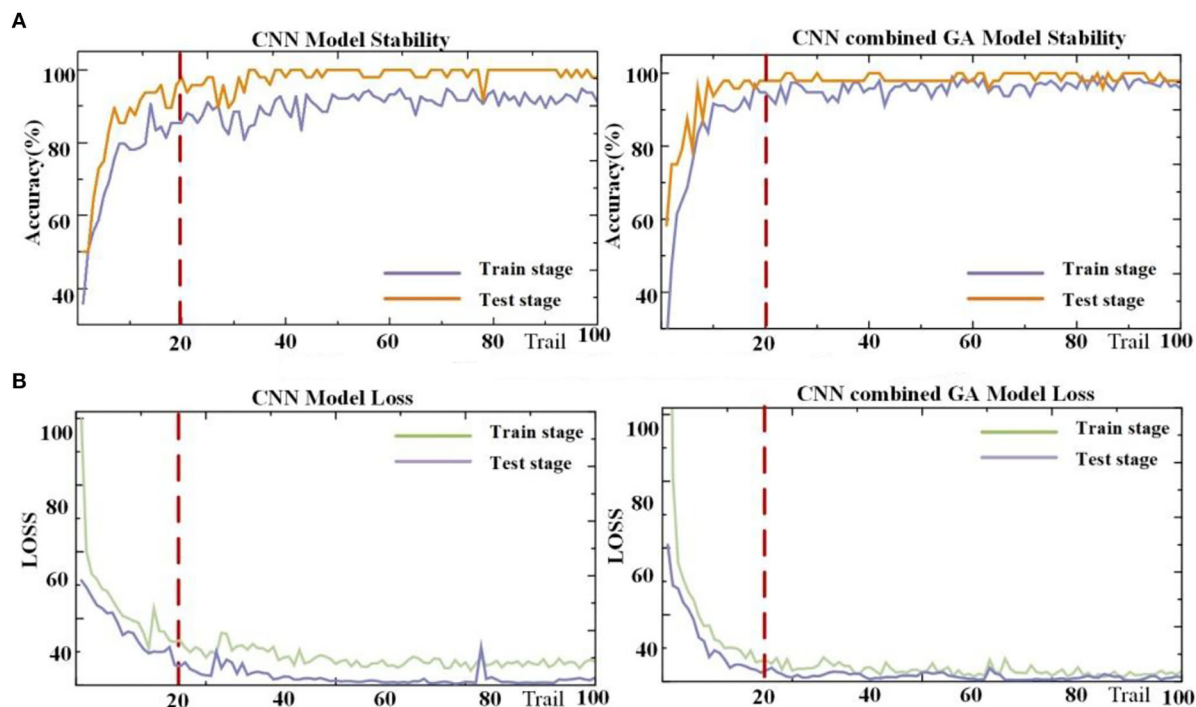 A
CNN Model Stability
Accuracy(%)
100
80
60
40
Train stage
Test stage
20
40
60
80
Trail
100
CNN combined GA Model Stability
Accuracy(%)
100
80
60
40
Train stage
Test stage
20
40
60
80
Trail
100
B
CNN Model Loss
LOSS
100
80
60
40
Train stage
Test stage
20
40
60
80
Trail
100
CNN combined GA Model Loss
LOSS
100
80
60
40
Train stage
Test stage
20
40
60
80
Trail
100